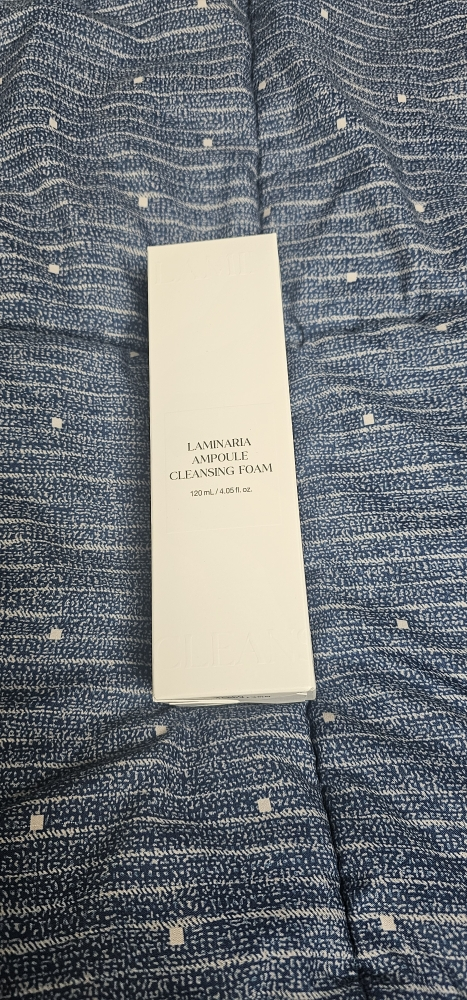 LAMINARIA
AMPOULE
CLEANSING FOAM
120 mL / 4.05 fl. oz.